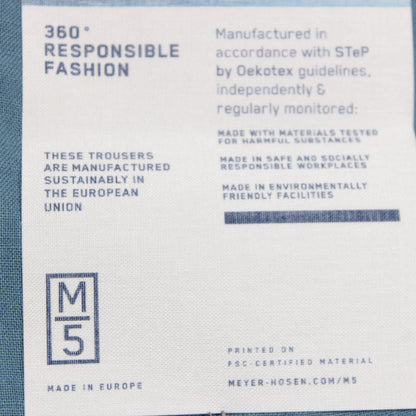 360°
RESPONSIBLE
FASHION
Manufactured in
accordance with STeP
by Oekotex guidelines,
independently &
regularly monitored:
MADE WITH MATERIALS TESTED
FOR HARMFUL SUBSTANCES
MADE IN SAFE AND SOCIALLY
RESPONSIBLE WORKPLACES
MADE IN ENVIRONMENTALLY
FRIENDLY FACILITIES
THESE TROUSERS
ARE MANUFACTURED
SUSTAINABLY IN
THE EUROPEAN
UNION
M
5
MADE IN EUROPE
PRINTED ON
FSC-CERTIFIED MATERIAL
MEYER-HOSEN.COM/M5